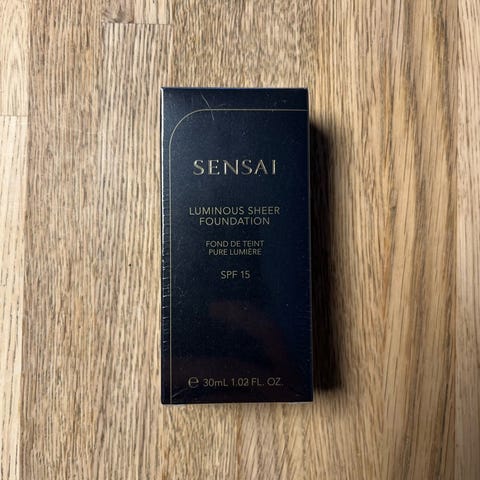 SENSAI
LUMINOUS SHEER
FOUNDATION
FOND DE TEINT
PURE LUMIÈRE
SPF 15
℮ 30mL 1.02 FL. OZ.